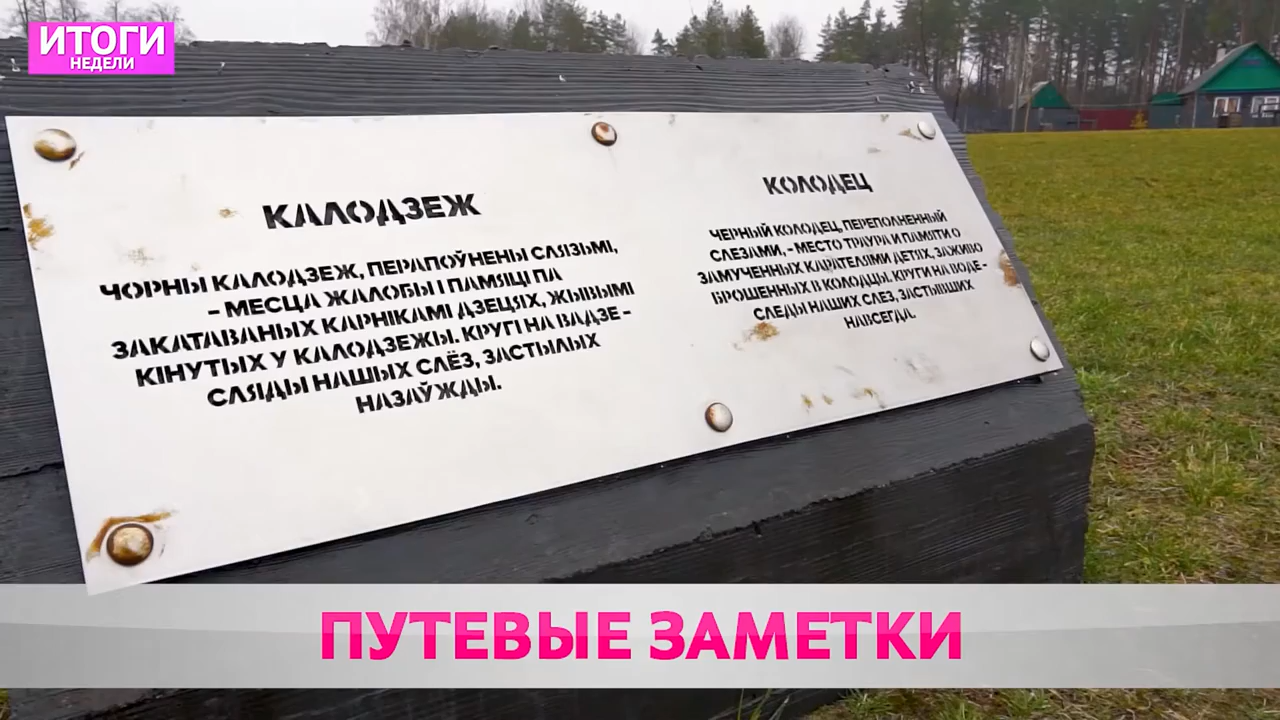 ИТОГИ
НЕДЕЛИ
КАЛОДЗЕЖ
ЧОРНЫ КАЛОДЗЕЖ, ПЕРАПОЎНЕНЫ СЛЯЗЬМІ,
– МЕСЦА ЖАЛОБЫ І ПАМЯЦІ ПА
ЗАКАТАВАНЫХ КАРНІКАМІ ДЗЕЦЯХ, ЖЫВЫМІ
КІНУТЫХ У КАЛОДЗЕЖЫ. КРУГІ НА ВАДЗЕ –
СЛЯДЫ НАШЫХ СЛЁЗ, ЗАСТЫЛЫХ
НАЗАЎЖДЫ.
КОЛОДЕЦ
ЧЕРНЫЙ КОЛОДЕЦ, ПЕРЕПОЛНЕННЫЙ
СЛЕЗАМИ, – МЕСТО ТРАУРА И ПАМЯТИ О
ЗАМУЧЕННЫХ КАРАТЕЛЯМИ ДЕТЯХ, ЗАЖИВО
БРОШЕННЫХ В КОЛОДЦЫ. КРУГИ НА ВОДЕ –
СЛЕДЫ НАШИХ СЛЕЗ, ЗАСТЫВШИХ
НАВСЕГДА.
ПУТЕВЫЕ ЗАМЕТКИ